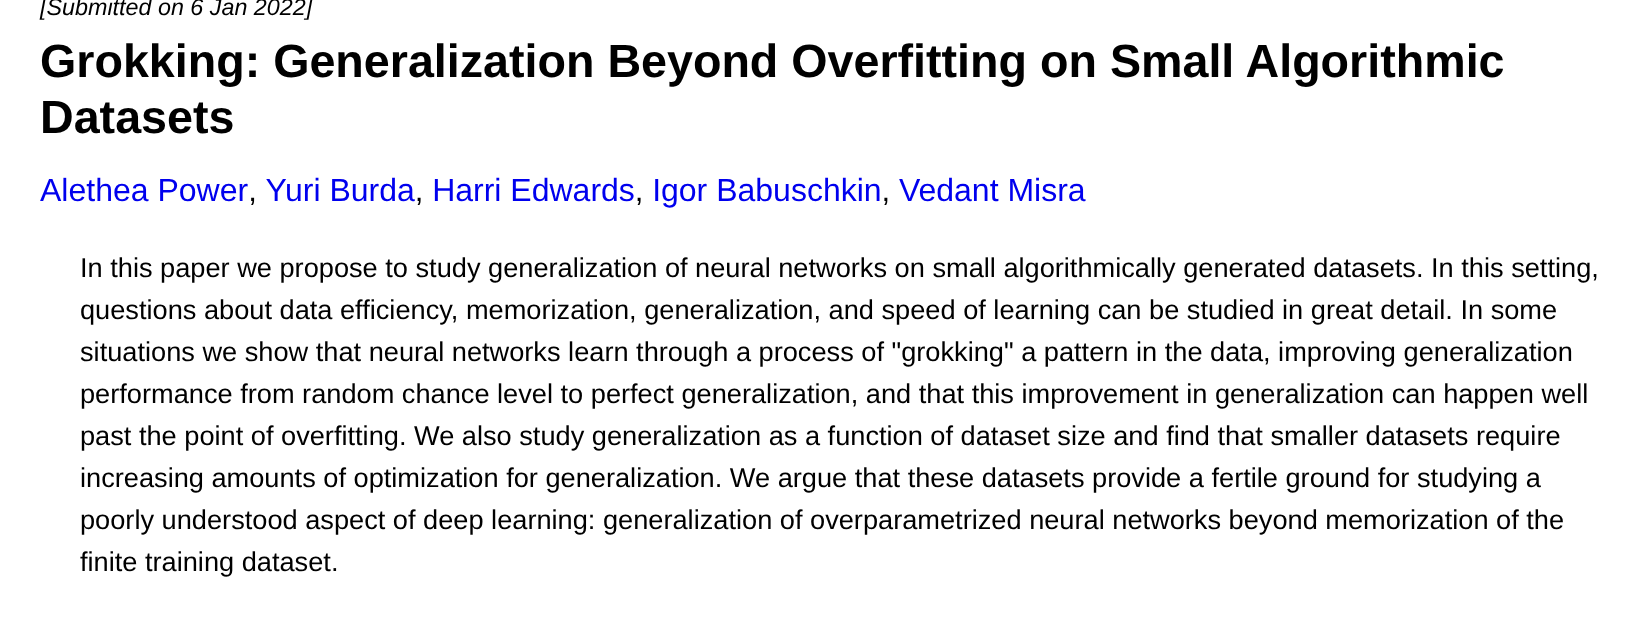 [Submitted on 6 Jan 2022]
Grokking: Generalization Beyond Overfitting on Small Algorithmic
Datasets
Alethea Power, Yuri Burda, Harri Edwards, Igor Babuschkin, Vedant Misra
In this paper we propose to study generalization of neural networks on small algorithmically generated datasets. In this setting,
questions about data efficiency, memorization, generalization, and speed of learning can be studied in great detail. In some
situations we show that neural networks learn through a process of "grokking" a pattern in the data, improving generalization
performance from random chance level to perfect generalization, and that this improvement in generalization can happen well
past the point of overfitting. We also study generalization as a function of dataset size and find that smaller datasets require
increasing amounts of optimization for generalization. We argue that these datasets provide a fertile ground for studying a
poorly understood aspect of deep learning: generalization of overparametrized neural networks beyond memorization of the
finite training dataset.